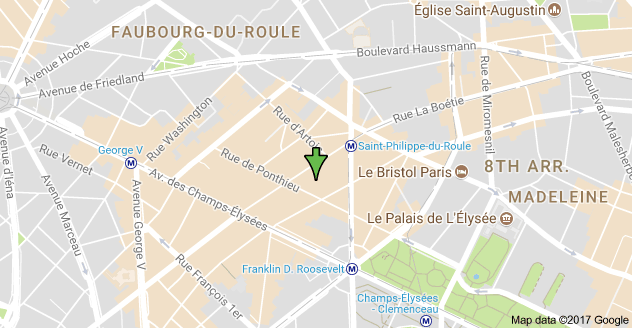 Église Saint-Augustin
FAUBOURG-DU-ROULE
Boulevard Haussmann
Avenue Hoche
Avenue de Friedland
Rue de Miromesnil
Boulevard Malesherbes
Rue La Boétie
Rue Washington
Rue d'Artois
Saint-Philippe-du-Roule
George V
Rue de Ponthieu
Le Bristol Paris
8TH ARR.
Avenue d'Iéna
Rue Vernet
Av. des Champs-Élysées
MADELEINE
Avenue Marceau
Avenue George V
Le Palais de L'Élysée
Rue François 1er
Franklin D. Roosevelt
Champs-Élysées
- Clemenceau
Map data ©2017 Google